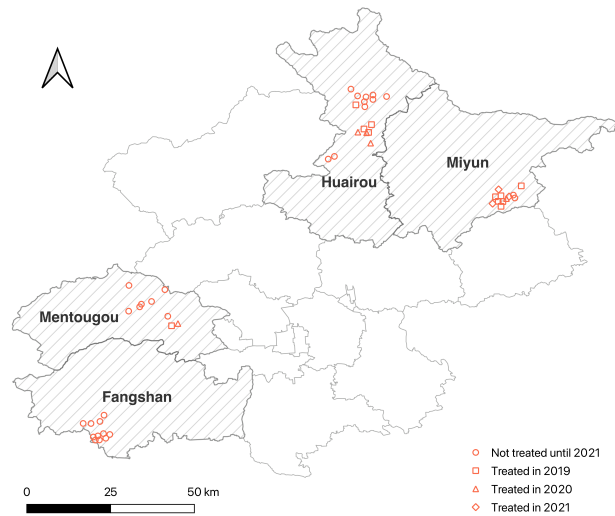 Huairou
Miyun
Mentougou
Fangshan
Not treated until 2021
Treated in 2019
Treated in 2020
Treated in 2021
0 25 50 km